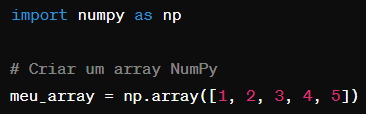 import numpy as np
# Criar um array NumPy
meu_array = np.array([1, 2, 3, 4, 5])